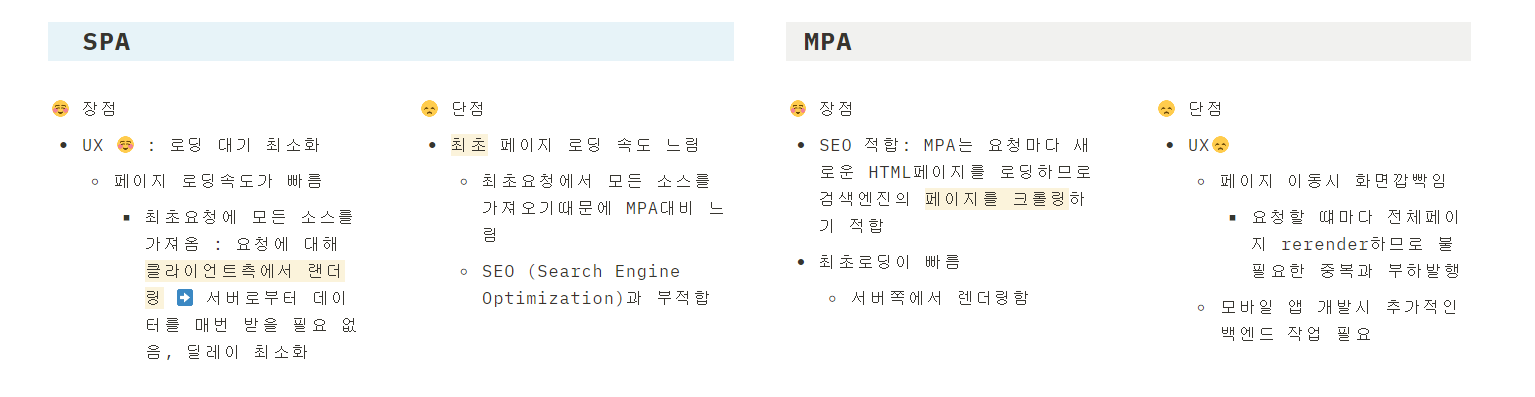 SPA
장점
UX : 로딩 대기 최소화
페이지 로딩속도가 빠름
최초요청에 모든 소스를
가져옴 : 요청에 대해
클라이언트측에서 랜더
링 ➡ 서버로부터 데이
터를 매번 받을 필요 없
음, 딜레이 최소화
단점
최초 페이지 로딩 속도 느림
최초요청에서 모든 소스를
가져오기때문에 MPA대비 느
림
SEO (Search Engine
Optimization)과 부적합
MPA
장점
SEO 적합: MPA는 요청마다 새
로운 HTML페이지를 로딩하므로
검색엔진의 페이지를 크롤링하
기 적합
최초로딩이 빠름
서버쪽에서 렌더링함
단점
UX
페이지 이동시 화면깜빡임
요청할 떄마다 전체페이
지 rerender하므로 불
필요한 중복과 부하발행
모바일 앱 개발시 추가적인
백엔드 작업 필요